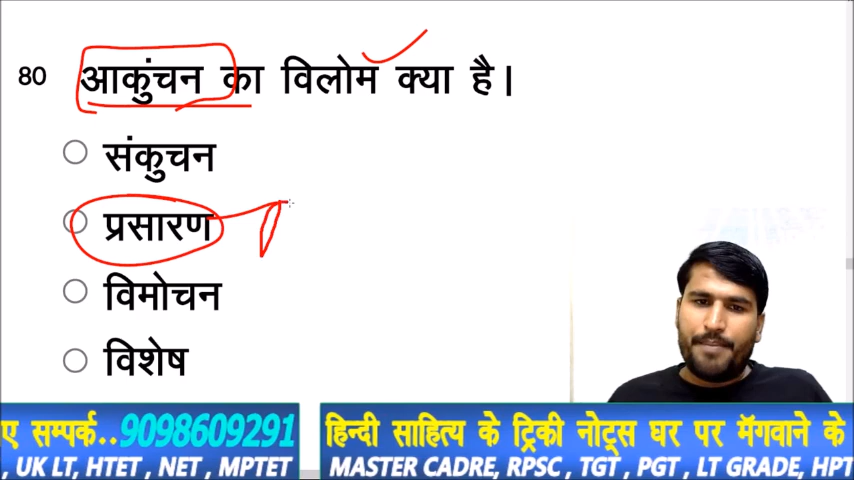 80 आकुंचन का विलोम क्या है।
संकुचन
प्रसारण
विमोचन
विशेष
ए सम्पर्क..9098609291 हिन्दी साहित्य के ट्रिकी नोट्स घर पर मॅगवाने के
, UK LT, HTET , NET , MPTET MASTER CADRE, RPSC , TGT , PGT , LT GRADE, HPT